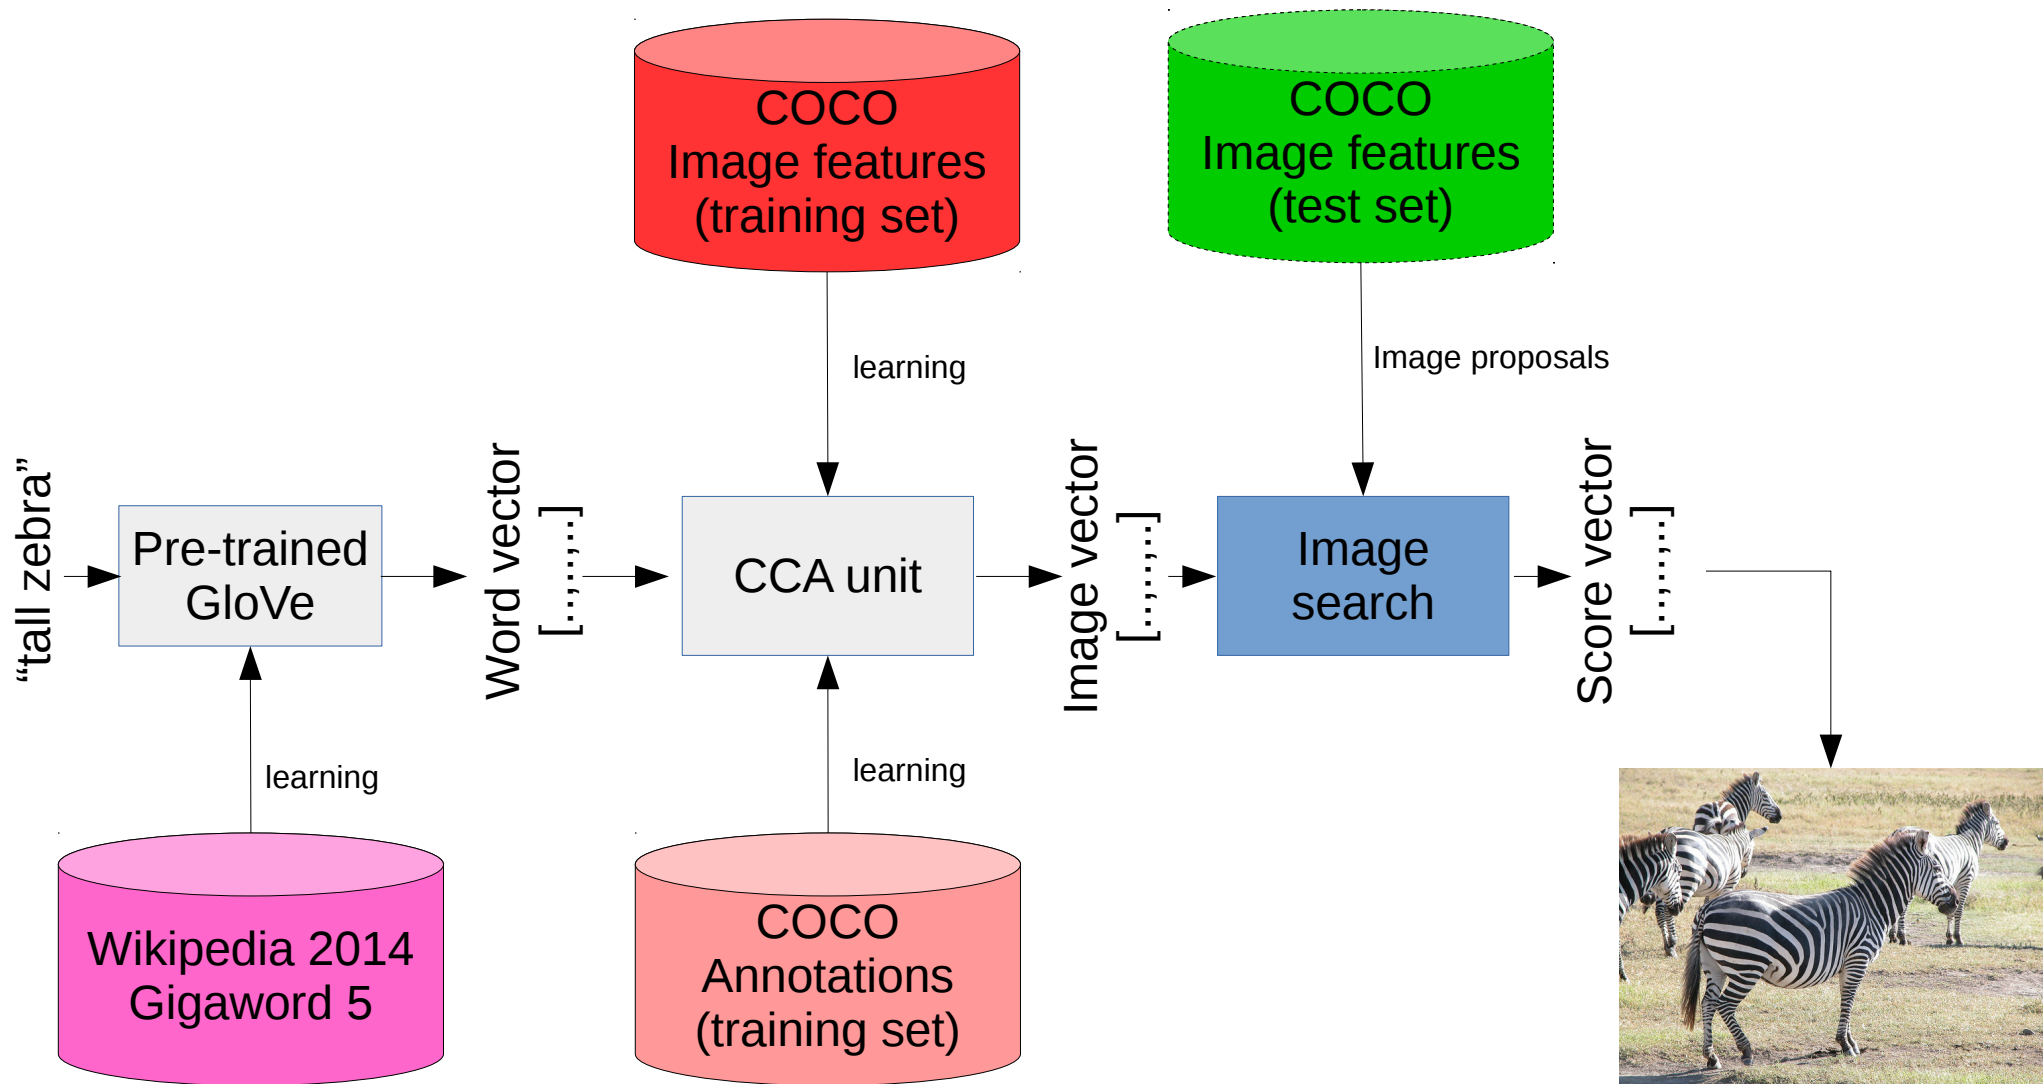 COCO
Image features
(training set)
COCO
Image features
(test set)
learning
Image proposals
“tall zebra”
Pre-trained
GloVe
Word vector
[..,..,..]
CCA unit
Image vector
[..,..,..]
Image
search
Score vector
[..,..,..]
learning
learning
Wikipedia 2014
Gigaword 5
COCO
Annotations
(training set)